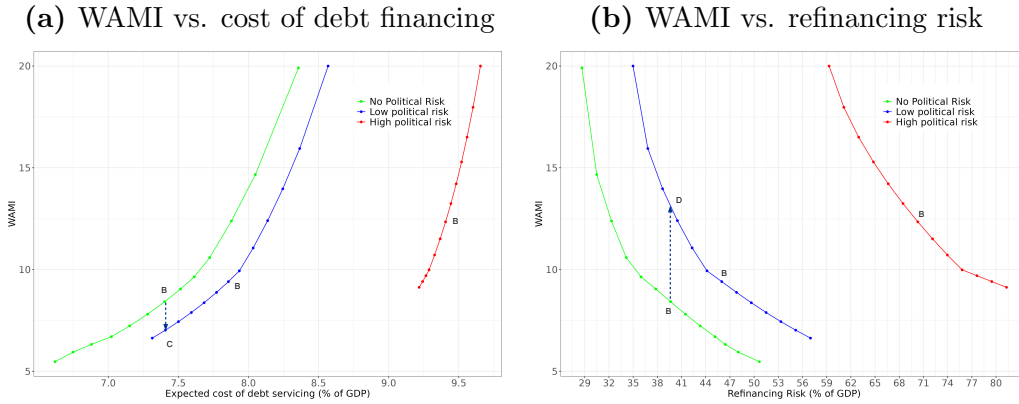 (a) WAMI vs. cost of debt financing
20
15
10
5
WAMI
No Political Risk
Low political risk
High political risk
B
B
B
C
7.0 7.5 8.0 8.5 9.0 9.5
Expected cost of debt servicing (% of GDP)
(b) WAMI vs. refinancing risk
20
15
10
5
WAMI
No Political Risk
Low political risk
High political risk
D
B
B
B
29 32 35 38 41 44 47 50 53 56 59 62 65 68 71 74 77 80
Refinancing Risk (% of GDP)